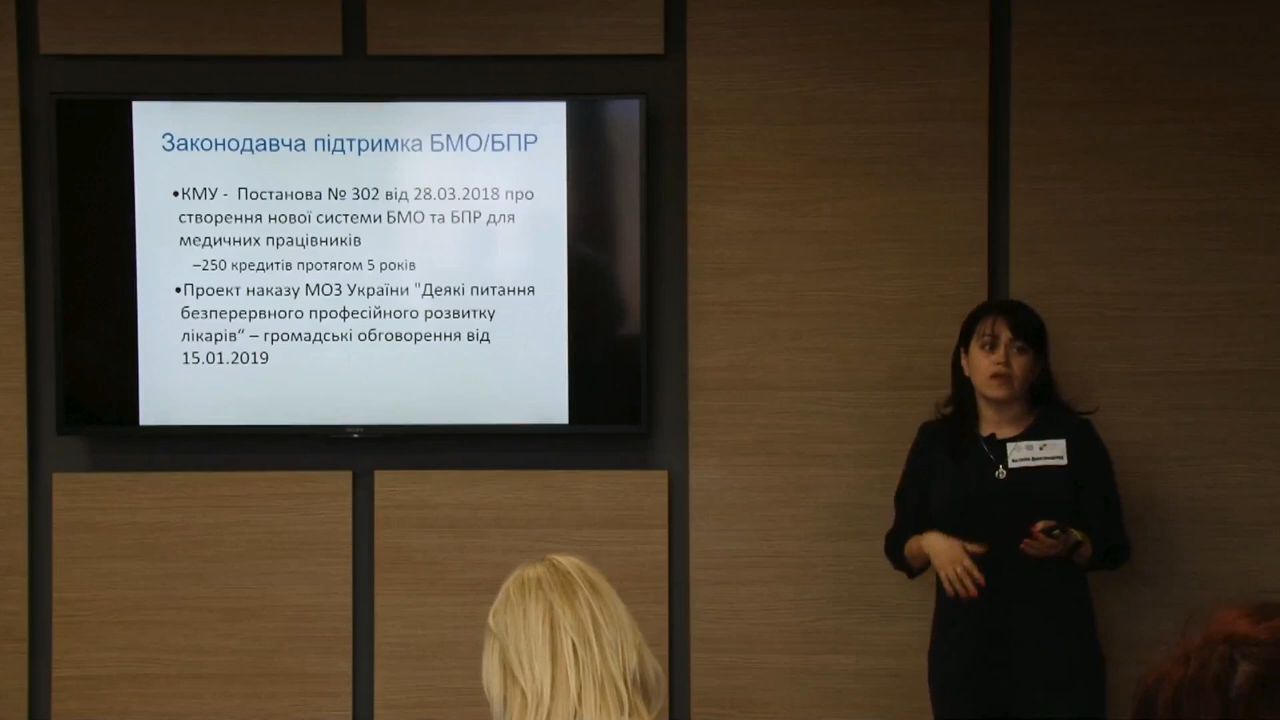 Законодавча підтримка БМО/БПР
•КМУ - Постанова № 302 від 28.03.2018 про
створення нової системи БМО та БПР для
медичних працівників
–250 кредитів протягом 5 років
•Проект наказу МОЗ України "Деякі питання
безперервного професійного розвитку
лікарів“ – громадські обговорення від
15.01.2019